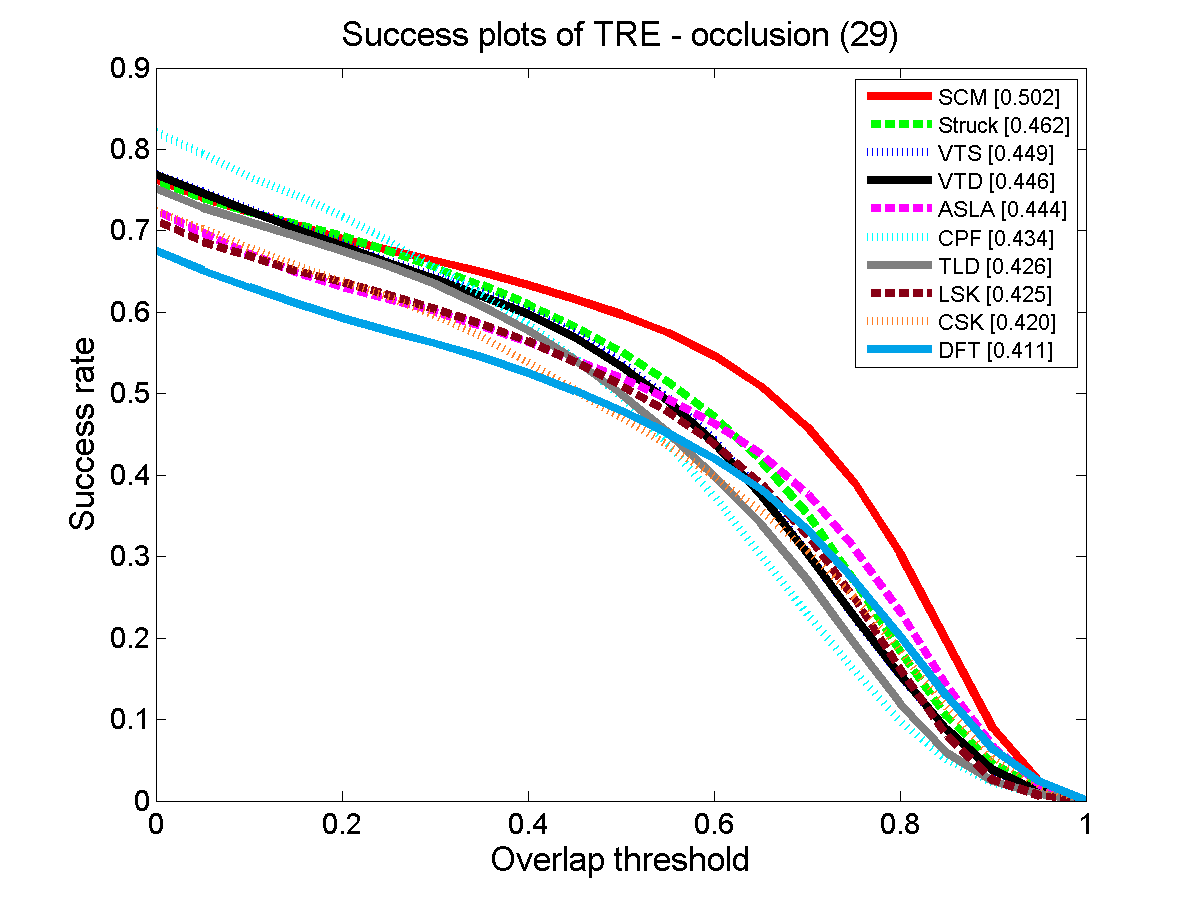 Success plots of TRE - occlusion (29)
0.9
0.8
0.7
0.6
0.5
0.4
0.3
0.2
0.1
0
Success rate
SCM [0.502]
Struck [0.462]
VTS [0.449]
VTD [0.446]
ASLA [0.444]
CPF [0.434]
TLD [0.426]
LSK [0.425]
CSK [0.420]
DFT [0.411]
0 0.2 0.4 0.6 0.8 1
Overlap threshold